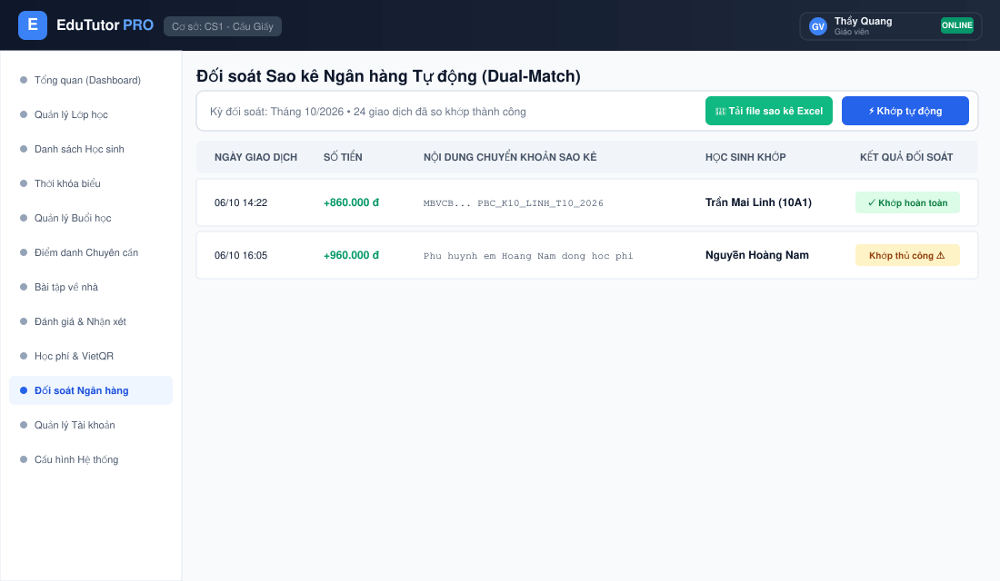 E EduTutor PRO Cơ sở: CS1 - Cầu Giấy
GV Thầy Quang ONLINE
Giáo viên
Tổng quan (Dashboard)
Quản lý Lớp học
Danh sách Học sinh
Thời khóa biểu
Quản lý Buổi học
Điểm danh Chuyên cần
Bài tập về nhà
Đánh giá & Nhận xét
Học phí & VietQR
Đối soát Ngân hàng
Quản lý Tài khoản
Cấu hình Hệ thống
Đối soát Sao kê Ngân hàng Tự động (Dual-Match)
Kỳ đối soát: Tháng 10/2026 • 24 giao dịch đã so khớp thành công
Tải file sao kê Excel
⚡ Khớp tự động
NGÀY GIAO DỊCH SỐ TIỀN NỘI DUNG CHUYỂN KHOẢN SAO KÊ HỌC SINH KHỚP KẾT QUẢ ĐỐI SOÁT
06/10 14:22 +860.000 đ MBVCB... PBC_K10_LINH_T10_2026 Trần Mai Linh (10A1) ✓ Khớp hoàn toàn
06/10 16:05 +960.000 đ Phu huynh em Hoang Nam dong hoc phi Nguyễn Hoàng Nam Khớp thủ công ⚠